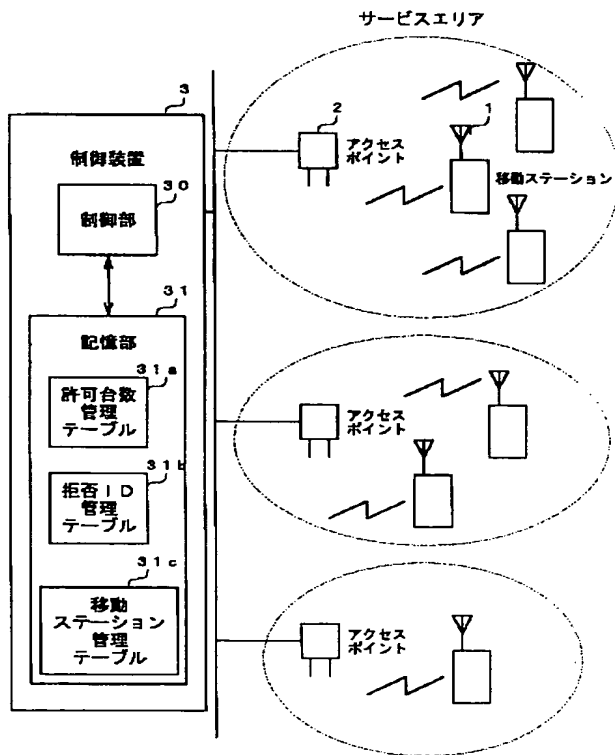 サービスエリア
3
制御装置
30
制御部
31
記憶部
31a
許可台数
管理
テーブル
31b
拒否ID
管理
テーブル
31c
移動
ステーション
管理
テーブル
2
アクセス
ポイント
1
移動ステーション
アクセス
ポイント
アクセス
ポイント